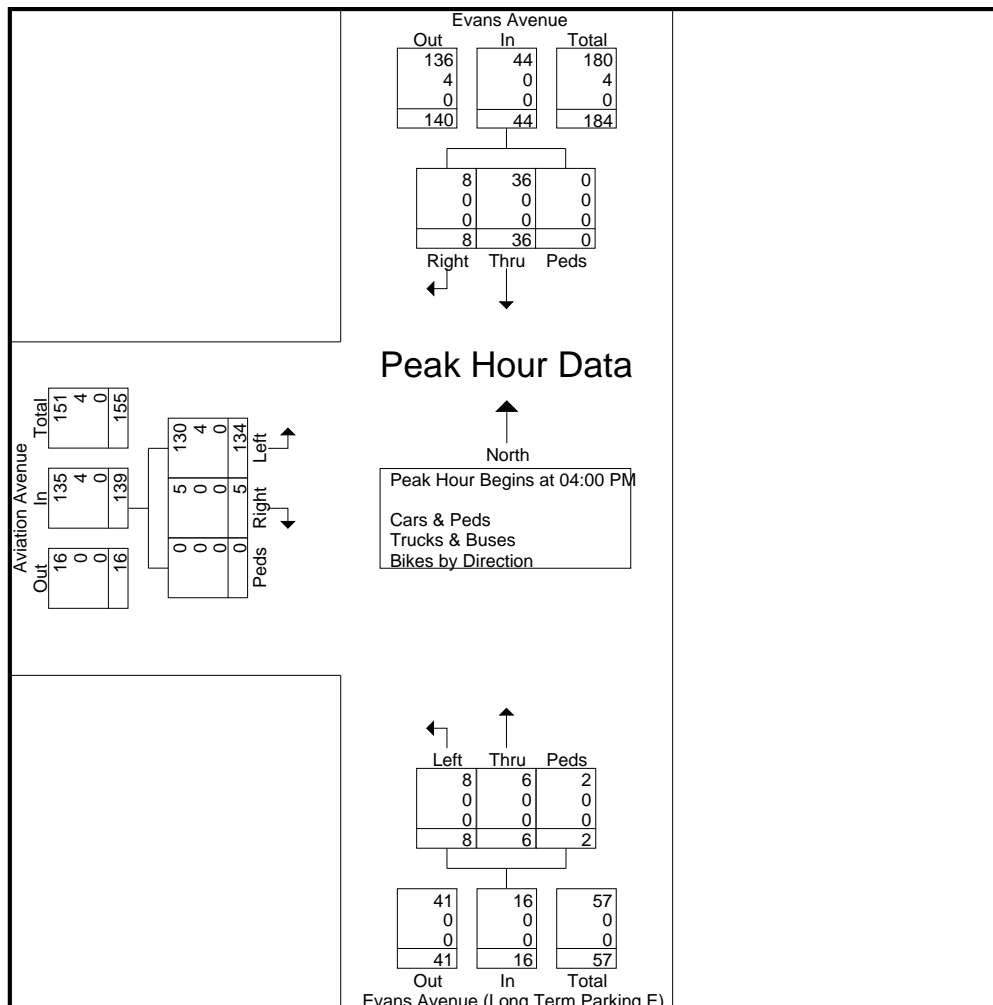 Evans Avenue
Out In Total
136 44 180
4 0 4
0 0 0
140 44 184
8 36 0
0 0 0
0 0 0
8 36 0
Right Thru Peds
Peak Hour Data
North
Peak Hour Begins at 04:00 PM
Cars & Peds
Trucks & Buses
Bikes by Direction
Aviation Avenue
Out In Total
16 135 151
0 4 4
0 0 0
16 139 155
0 5 130
0 0 4
0 0 0
0 5 134
Peds Right Left
Left Thru Peds
8 6 2
0 0 0
0 0 0
8 6 2
41 16 57
0 0 0
0 0 0
41 16 57
Out In Total
Evans Avenue (Long Term Parking E)